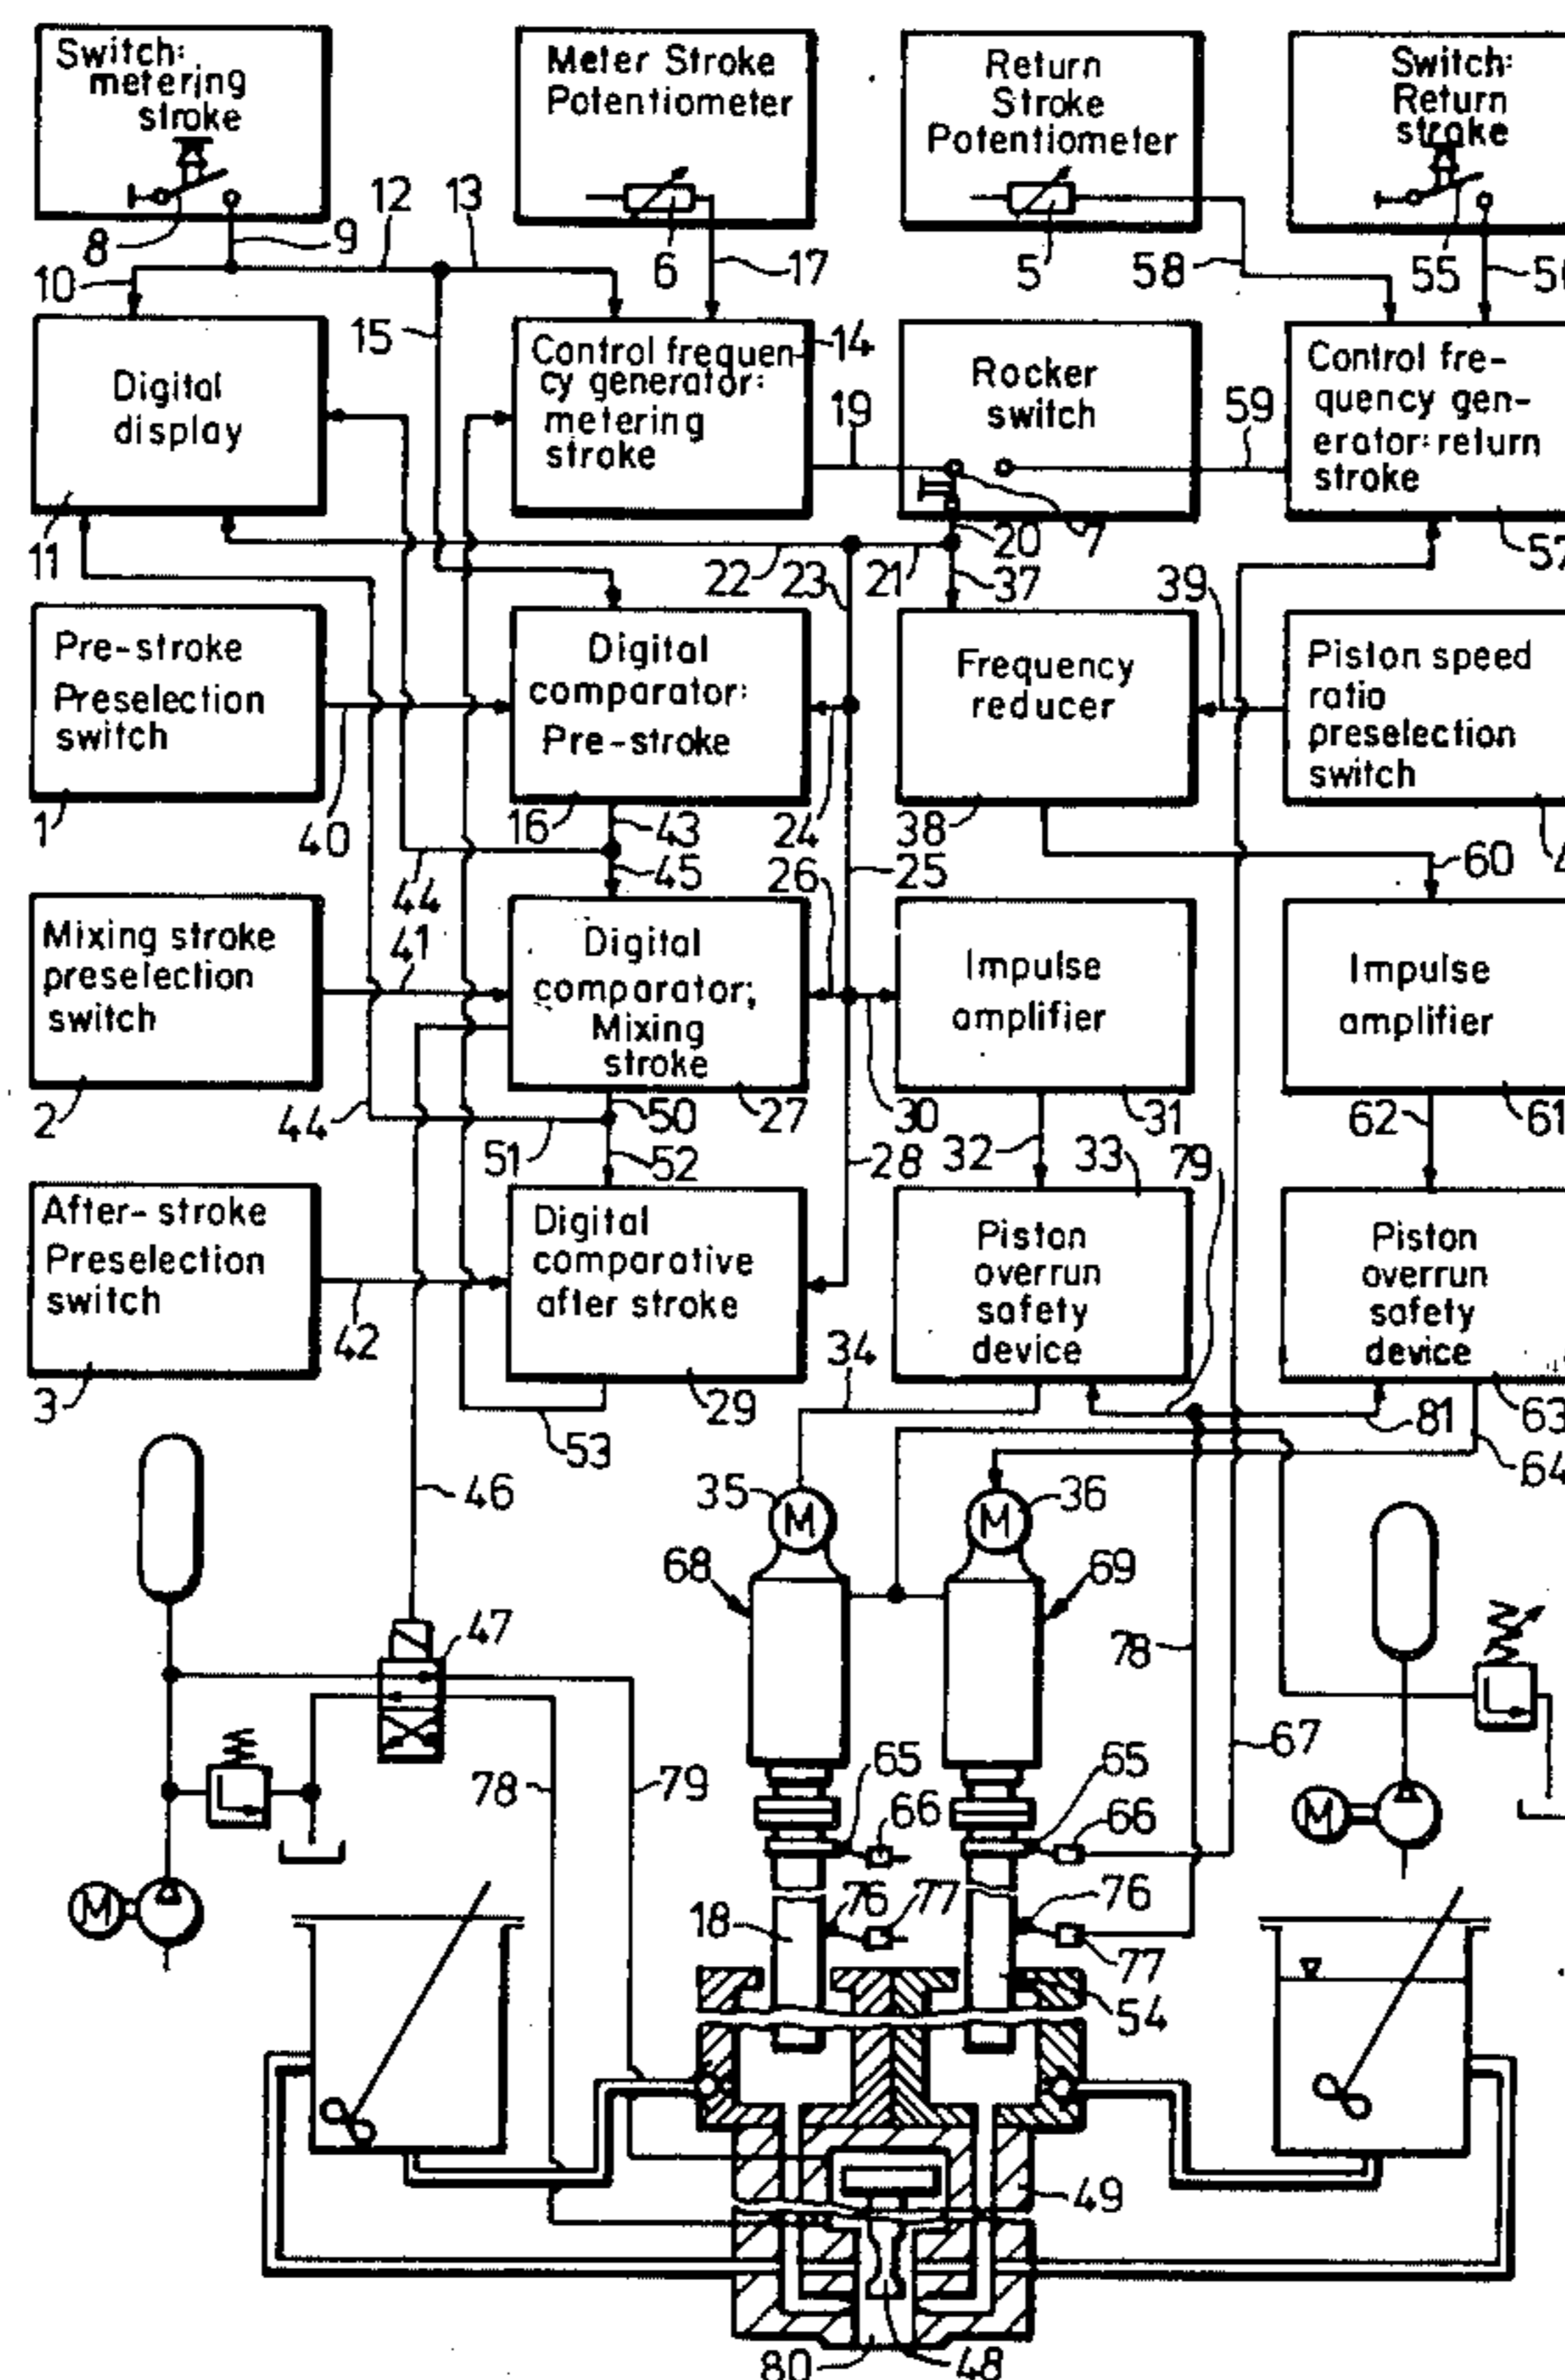 Switch:
metering
stroke
Meter Stroke
Potentiometer
Return
Stroke
Potentiometer
Switch:
Return
stroke
8
9
12
13
6
17
5
58
55
10
15
Digital
display
11
Control frequen-
cy generator:
metering
stroke
14
19
Rocker
switch
59
Control fre-
quency gen-
erator: return
stroke
20
7
57
22
23
21
37
39
Pre-stroke
Preselection
switch
1
40
Digital
comparator:
Pre-stroke
16
43
24
Frequency
reducer
38
Piston speed
ratio
preselection
switch
44
45
26
25
60
Mixing stroke
preselection
switch
2
41
Digital
comparator;
Mixing
stroke
27
Impulse
amplifier
30
31
Impulse
amplifier
61
44
50
51
52
28
32
33
79
62
After-stroke
Preselection
switch
3
42
Digital
comparative
after stroke
29
53
Piston
overrun
safety
device
34
Piston
overrun
safety
device
81
63
64
46
35
M
36
M
68
69
47
78
78
79
65
66
65
66
67
M
M
18
76
77
76
77
54
49
80
48